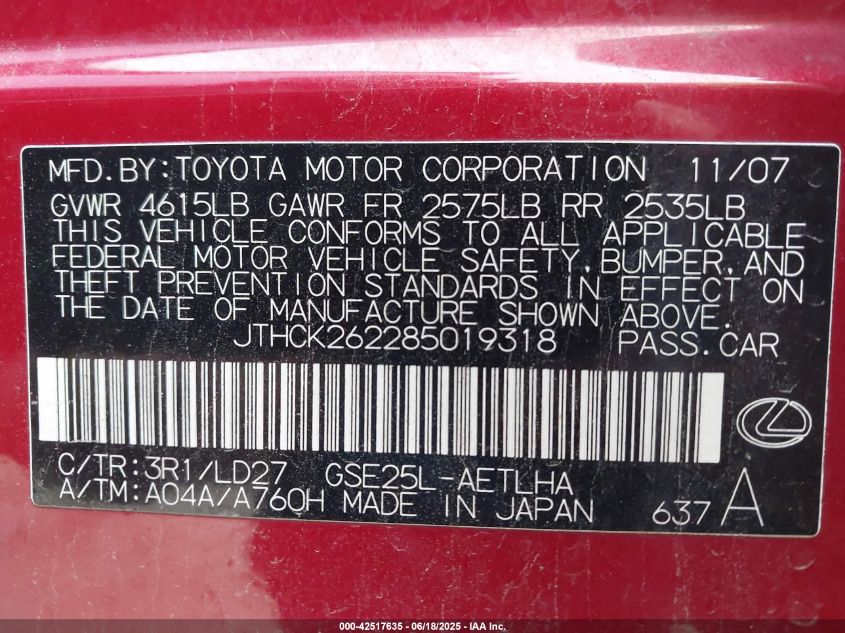 MFD.BY:TOYOTA MOTOR CORPORATION 11/07
GVWR 4615LB GAWR FR 2575LB RR 2535LB
THIS VEHICLE CONFORMS TO ALL APPLICABLE
FEDERAL MOTOR VEHICLE SAFETY,BUMPER,AND
THEFT PREVENTION STANDARDS IN EFFECT ON
THE DATE OF MANUFACTURE SHOWN ABOVE.
JTHCK262285019318 PASS.CAR
C/TR:3R1/LD27 GSE25L-AETLHA
A/TM:A04A/A760H MADE IN JAPAN 637 A
000-42517635 - 06/18/2025 - IAA Inc.